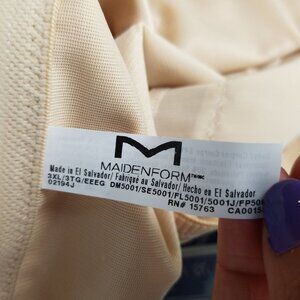 M
MAIDENFORM
Made in El Salvador/ Fabriqué au Salvador/ Hecho en El Salvador
3XL/3TG/EEEG DM5001/SE5001/FL5001/5001J/FP50
02194J RN# 15763